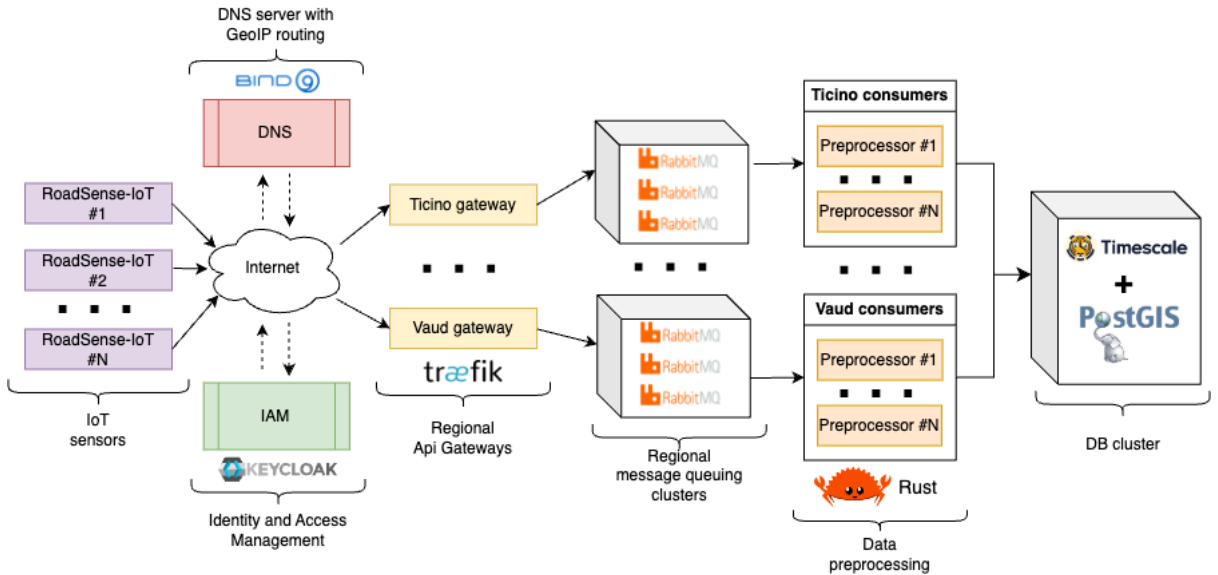 DNS server with
GeoIP routing
BIND 9
DNS
RoadSense-IoT
#1
RoadSense-IoT
#2
RoadSense-IoT
#N
IoT
sensors
Internet
IAM
KEYCLOAK
Identity and Access
Management
Ticino gateway
Vaud gateway
træfik
Regional
Api Gateways
RabbitMQ
RabbitMQ
RabbitMQ
RabbitMQ
RabbitMQ
RabbitMQ
Regional
message queuing
clusters
Ticino consumers
Preprocessor #1
Preprocessor #N
Vaud consumers
Preprocessor #1
Preprocessor #N
Rust
Data
preprocessing
Timescale
+
PostGIS
DB cluster